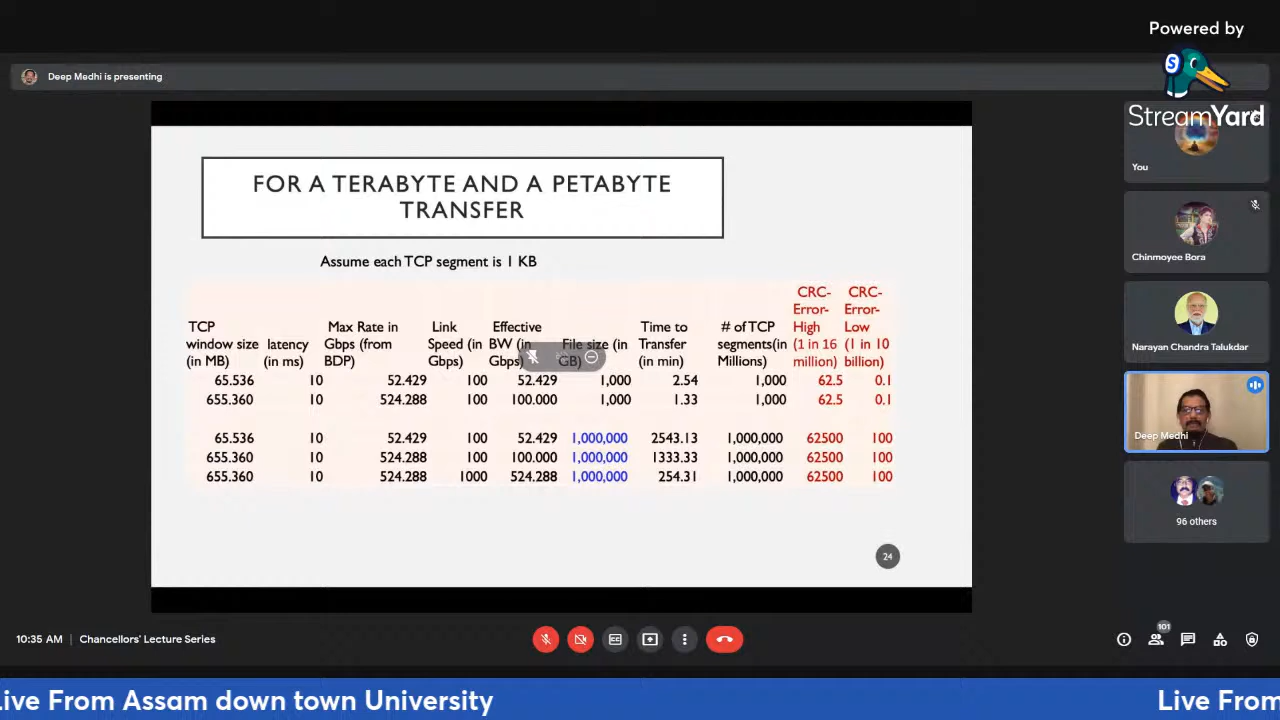 Powered by
StreamYard
Deep Medhi is presenting
FOR A TERABYTE AND A PETABYTE
TRANSFER
Assume each TCP segment is 1 KB
TCP window size (in MB) latency (in ms) Max Rate in Gbps (from BDP) Link Speed (in Gbps) Effective BW (in Gbps) File size (in GB) Time to Transfer (in min) # of TCP segments(in Millions) CRC-Error-High (1 in 16 million) CRC-Error-Low (1 in 10 billion)
65.536 10 52.429 100 52.429 1,000 2.54 1,000 62.5 0.1
655.360 10 524.288 100 100.000 1,000 1.33 1,000 62.5 0.1
65.536 10 52.429 100 52.429 1,000,000 2543.13 1,000,000 62500 100
655.360 10 524.288 100 100.000 1,000,000 1333.33 1,000,000 62500 100
655.360 10 524.288 1000 524.288 1,000,000 254.31 1,000,000 62500 100
24
You
Chinmoyee Bora
Narayan Chandra Talukdar
Deep Medhi
96 others
10:35 AM | Chancellors' Lecture Series
101
Live From Assam down town University
Live From